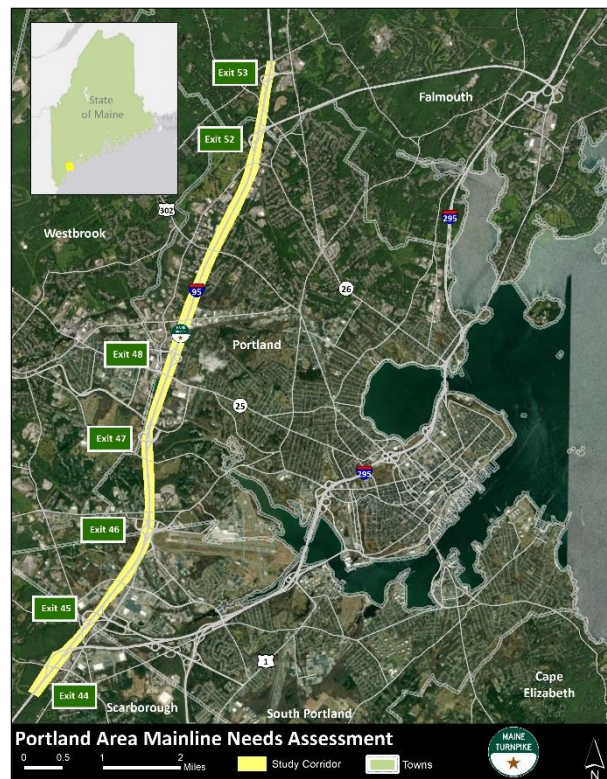 State
of Maine
Exit 53
Falmouth
Exit 52
302
295
Westbrook
95
26
Exit 48
Portland
25
Exit 47
295
Exit 46
Exit 45
1
Exit 44
Scarborough
South Portland
Cape
Elizabeth
Portland Area Mainline Needs Assessment
0 0.5 1 2
Miles
Study Corridor
Towns
MAINE
TURNPIKE
N